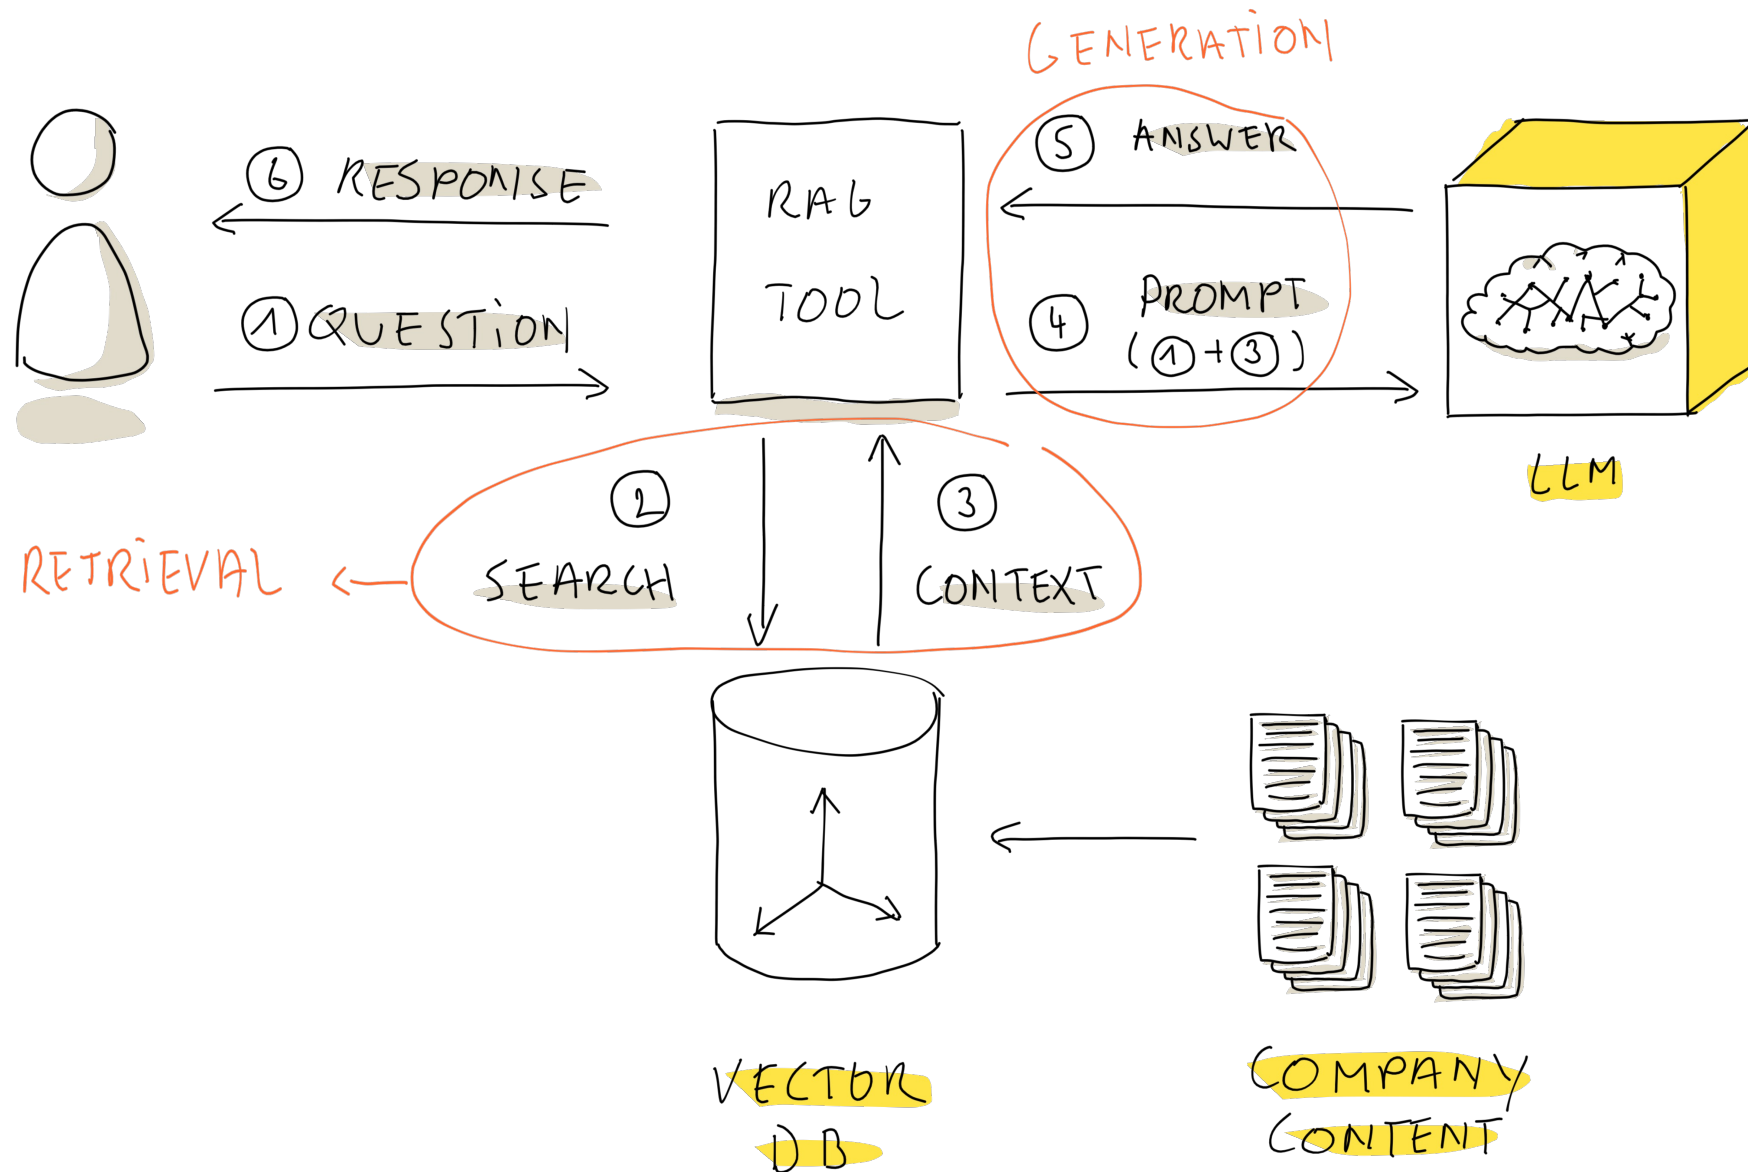 GENERATION
6 RESPONSE
1 QUESTION
RAG
TOOL
5 ANSWER
4 PROMPT
(1+3)
LLM
2
SEARCH
3
CONTEXT
RETRIEVAL
VECTOR
DB
COMPANY
CONTENT